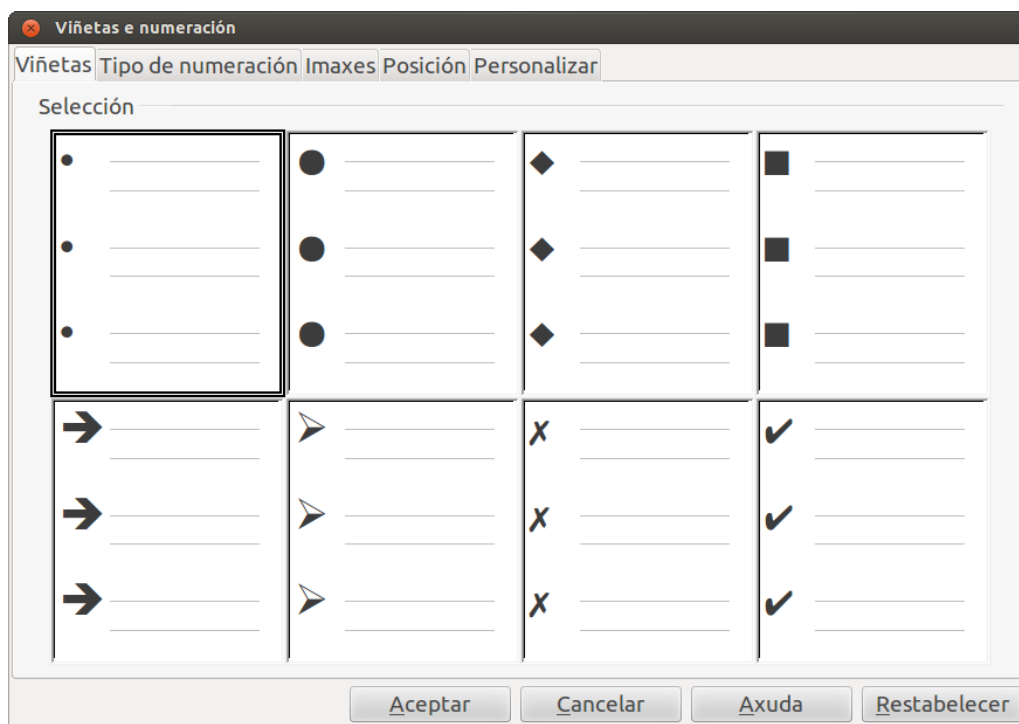 Viñetas e numeración
Viñetas Tipo de numeración Imaxes Posición Personalizar
Selección
Aceptar Cancelar Axuda Restabelecer